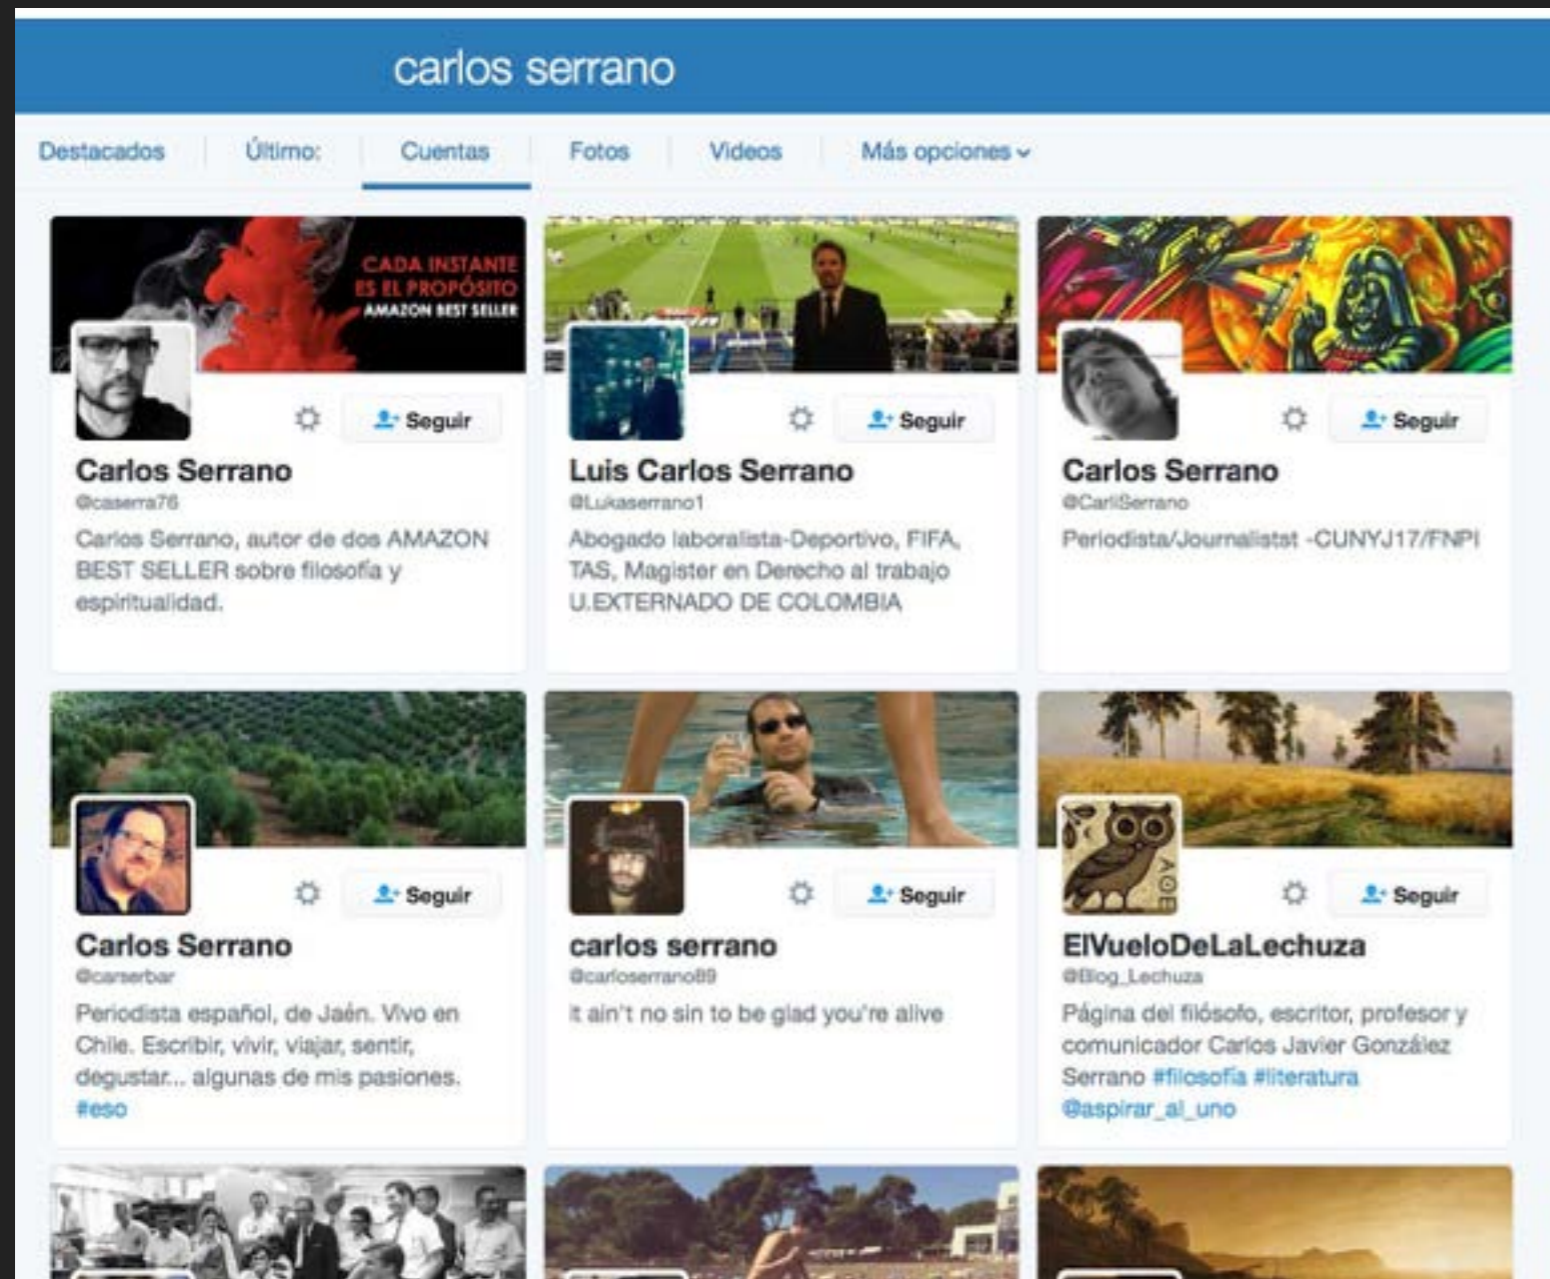 carlos serrano
Destacados
Último:
Cuentas
Fotos
Videos
Más opciones
CADA INSTANTE
ES EL PROPÓSITO
AMAZON BEST SELLER
Seguir
Carlos Serrano
@caserra76
Carlos Serrano, autor de dos AMAZON
BEST SELLER sobre filosofía y
espiritualidad.
Seguir
Luis Carlos Serrano
@Lukaserrano1
Abogado laboralista-Deportivo, FIFA,
TAS, Magister en Derecho al trabajo
U.EXTERNADO DE COLOMBIA
Seguir
Carlos Serrano
@CarliSerrano
Periodista/Journalistst -CUNYJ17/FNPI
Seguir
Carlos Serrano
@carserbar
Periodista español, de Jaén. Vivo en
Chile. Escribir, vivir, viajar, sentir,
degustar... algunas de mis pasiones.
#eso
Seguir
carlos serrano
@carloserrano89
It ain't no sin to be glad you're alive
ΑΘΕ
Seguir
ElVueloDeLaLechuza
@Blog_Lechuza
Página del filósofo, escritor, profesor y
comunicador Carlos Javier González
Serrano #filosofía #literatura
@aspirar_al_uno